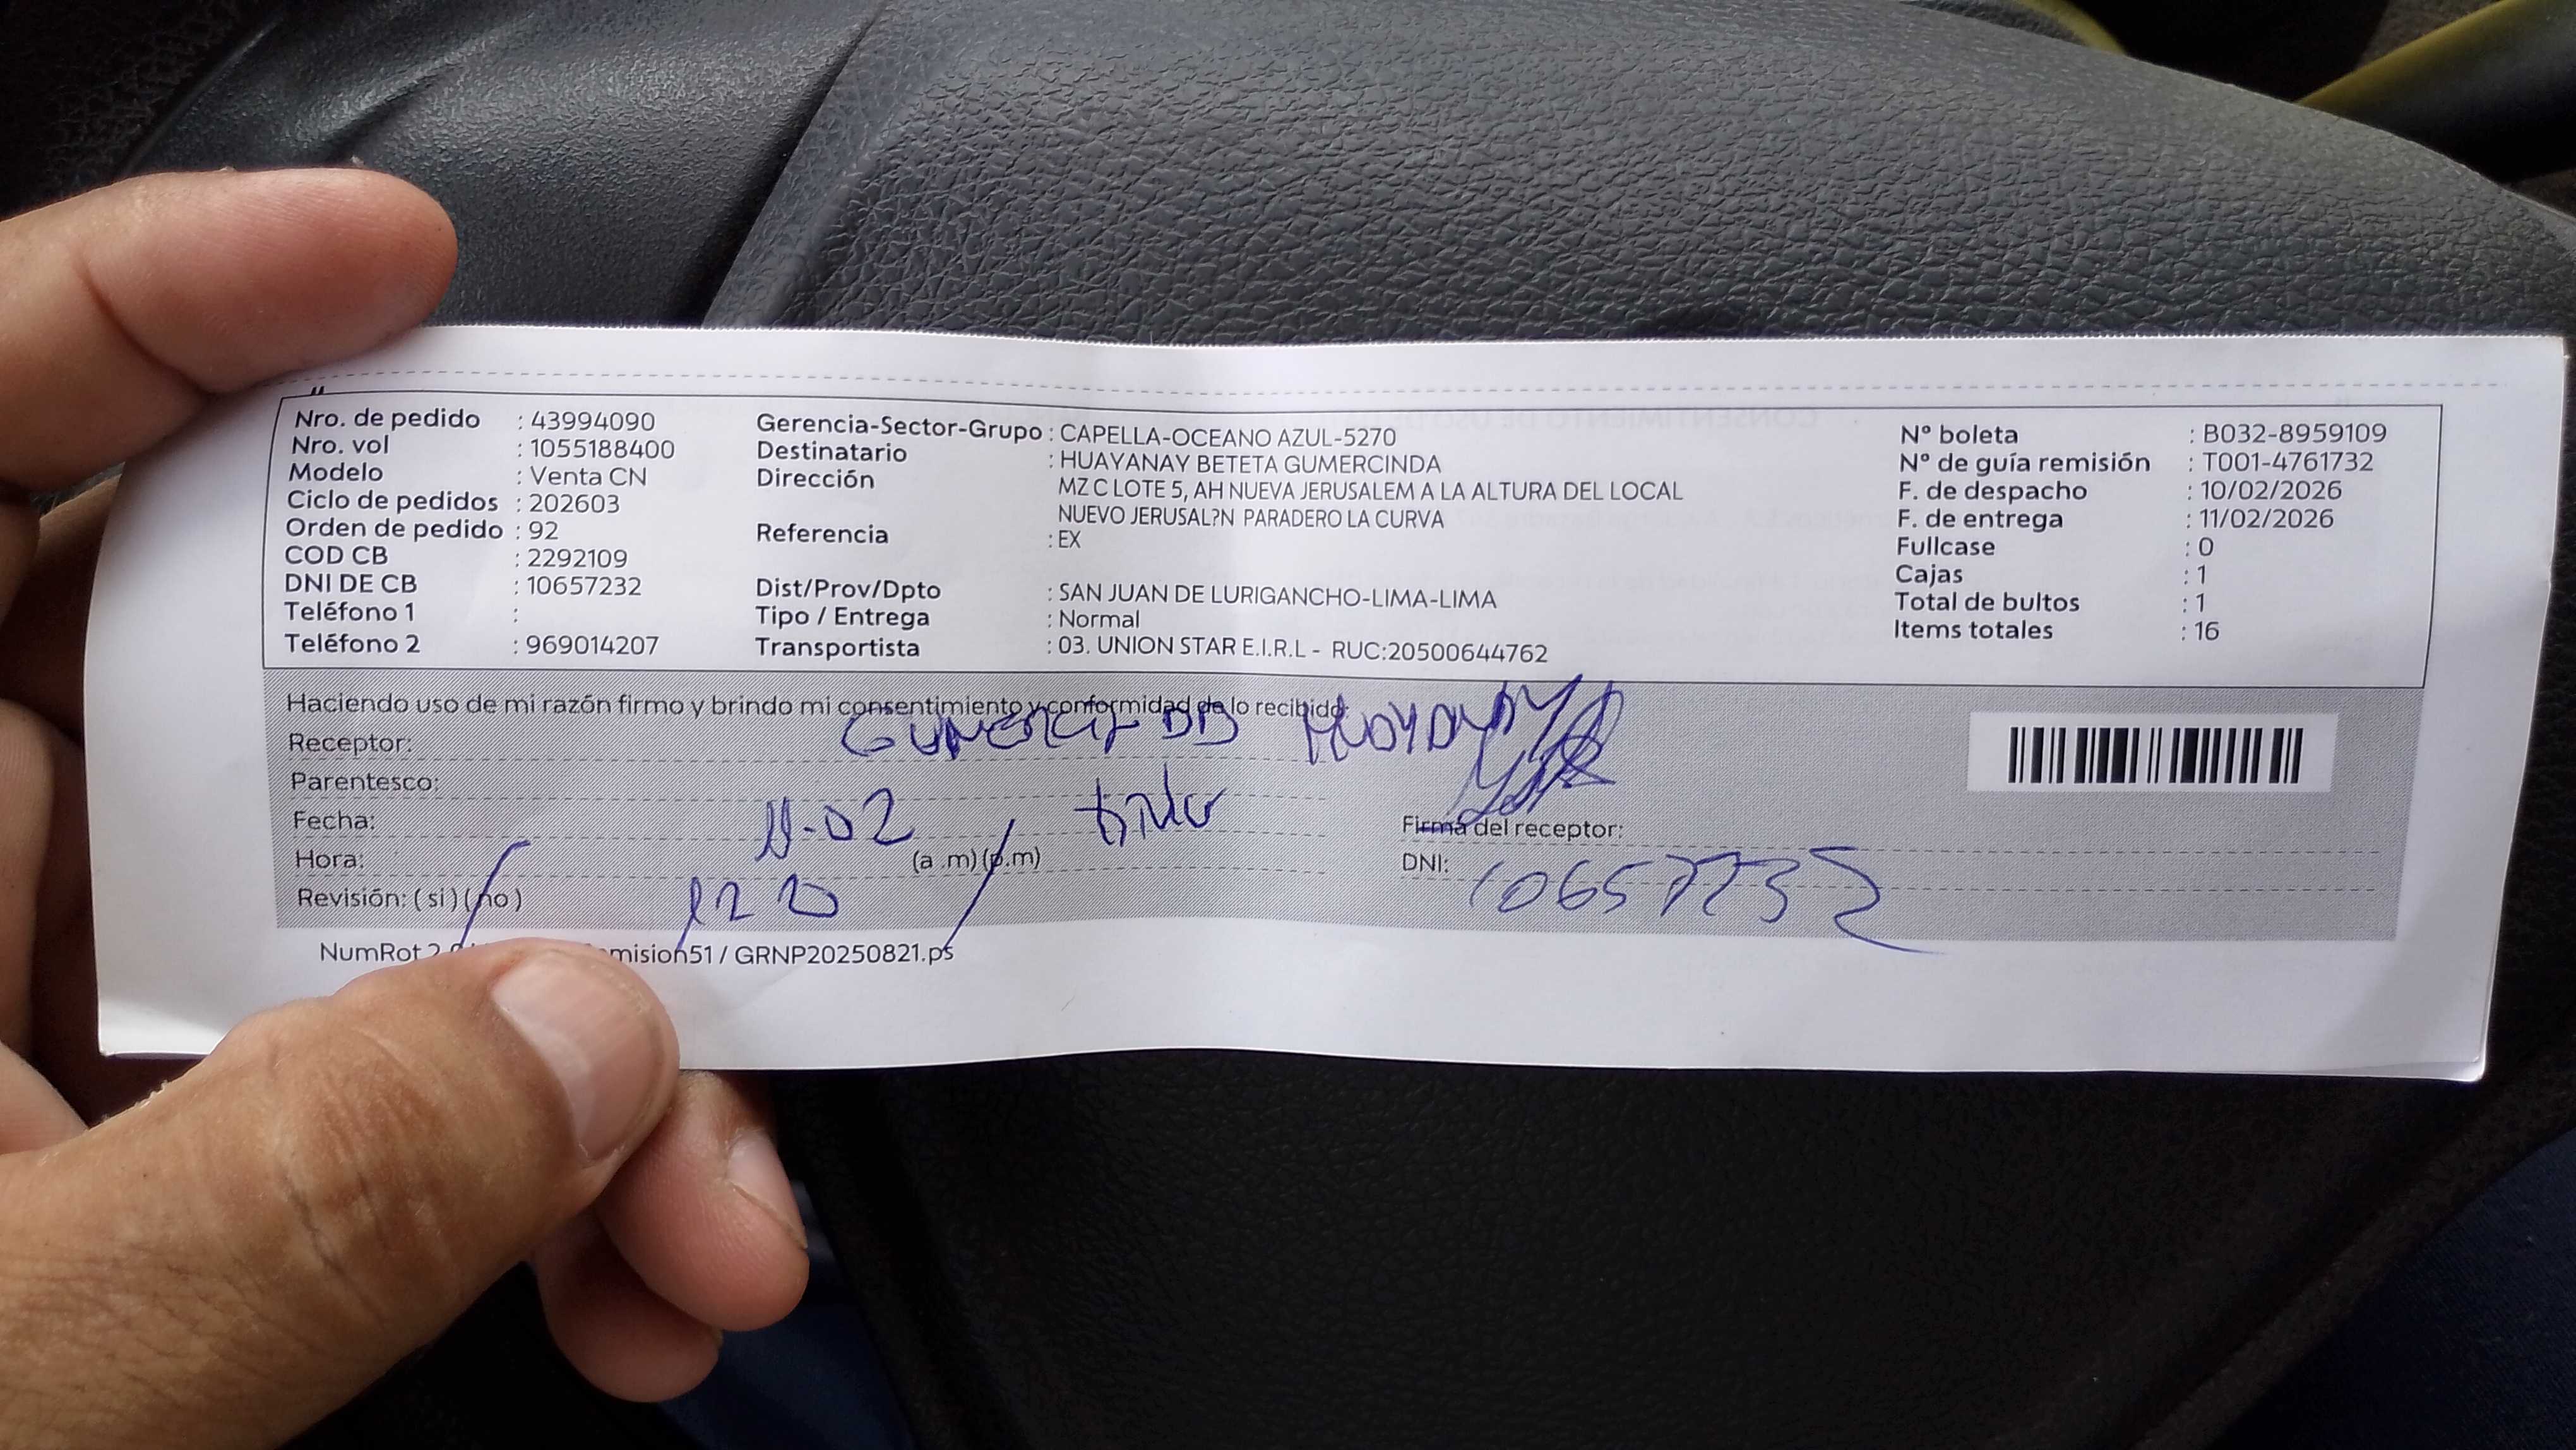 Nro. de pedido : 43994090
Nro. vol : 1055188400
Modelo : Venta CN
Ciclo de pedidos : 202603
Orden de pedido : 92
COD CB : 2292109
DNI DE CB : 10657232
Teléfono 1 :
Teléfono 2 : 969014207
Gerencia-Sector-Grupo : CAPELLA-OCEANO AZUL-5270
Destinatario : HUAYANAY BETETA GUMERCINDA
Dirección MZ C LOTE 5, AH NUEVA JERUSALEM A LA ALTURA DEL LOCAL
NUEVO JERUSAL?N PARADERO LA CURVA
Referencia : EX
Dist/Prov/Dpto : SAN JUAN DE LURIGANCHO-LIMA-LIMA
Tipo / Entrega : Normal
Transportista : 03. UNION STAR E.I.R.L - RUC:20500644762
N° boleta : B032-8959109
N° de guía remisión : T001-4761732
F. de despacho : 10/02/2026
F. de entrega : 11/02/2026
Fullcase : 0
Cajas : 1
Total de bultos : 1
Items totales : 16
Haciendo uso de mi razón firmo y brindo mi consentimiento y conformidad de lo recibido:
Receptor:
Parentesco:
Fecha: 11-02
Hora: (a .m) (p.m)
Revisión: ( si ) ( no ) 12 20
Firma del receptor:
DNI: 10657232
NumRot 2 mision51 / GRNP20250821.ps